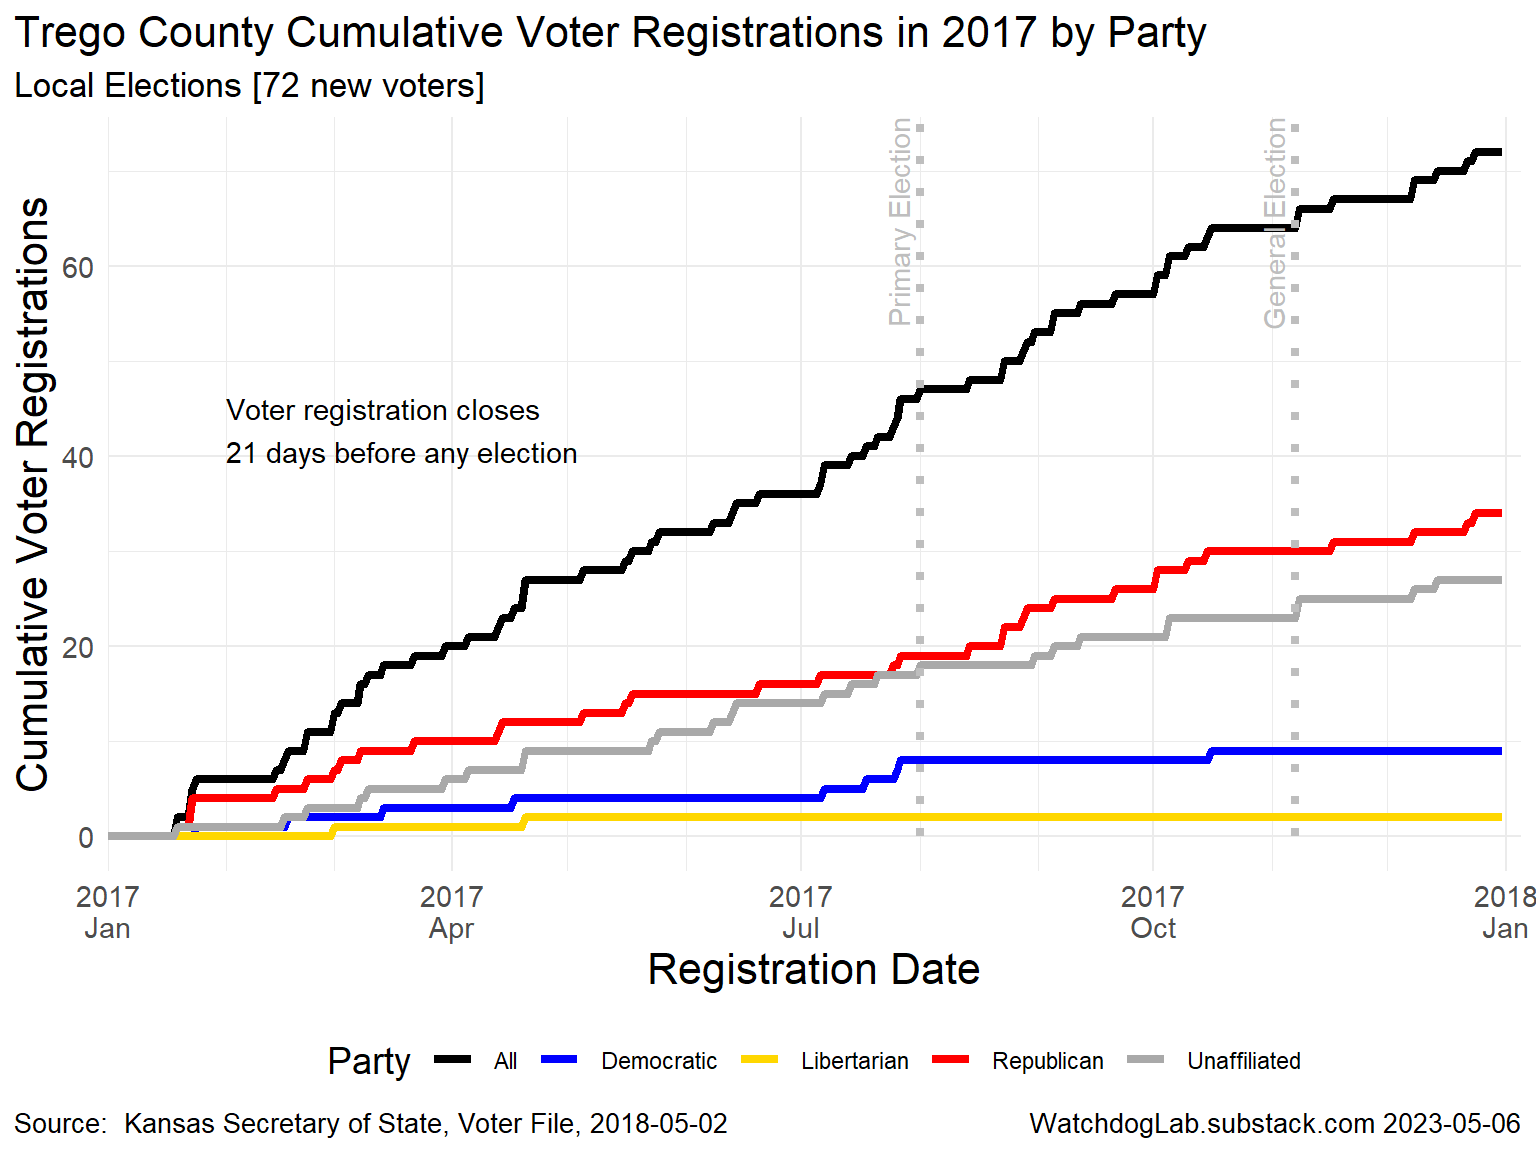 Trego County Cumulative Voter Registrations in 2017 by Party
Local Elections [72 new voters]
Cumulative Voter Registrations
60
40
20
0
Voter registration closes
21 days before any election
Primary Election
General Election
2017
Jan
2017
Apr
2017
Jul
2017
Oct
2018
Jan
Registration Date
Party All Democratic Libertarian Republican Unaffiliated
Source:  Kansas Secretary of State, Voter File, 2018-05-02
WatchdogLab.substack.com 2023-05-06